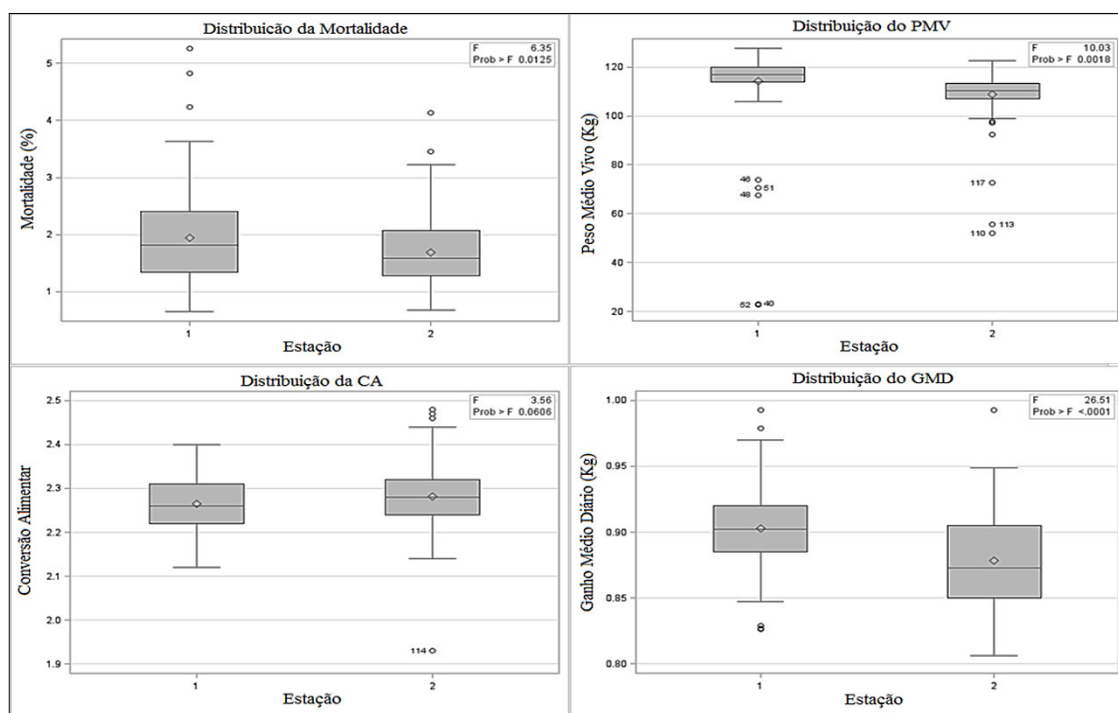 Distribuicão da Mortalidade
F 6.35
Prob > F 0.0125
Mortalidade (%)
5
4
3
2
1
1 2
Estação
Distribuição do PMV
F 10.03
Prob > F 0.0018
Peso Médio Vivo (Kg)
120
100
80
60
40
20
46
51
48
52 40
117
113
110
1 2
Estação
Distribuição da CA
F 3.56
Prob > F 0.0606
Conversão Alimentar
2.5
2.4
2.3
2.2
2.1
2.0
1.9
114
1 2
Estação
Distribuição do GMD
F 26.51
Prob > F <.0001
Ganho Médio Diário (Kg)
1.00
0.95
0.90
0.85
0.80
1 2
Estação